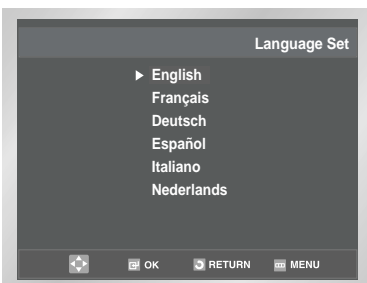 Language Set
English
Français
Deutsch
Español
Italiano
Nederlands
OK RETURN MENU